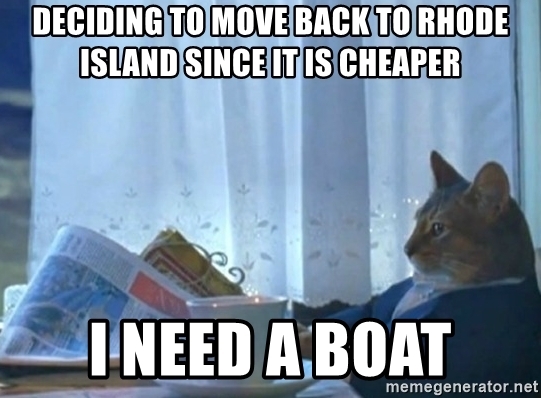 DECIDING TO MOVE BACK TO RHODE
ISLAND SINCE IT IS CHEAPER
I NEED A BOAT
memegenerator.net